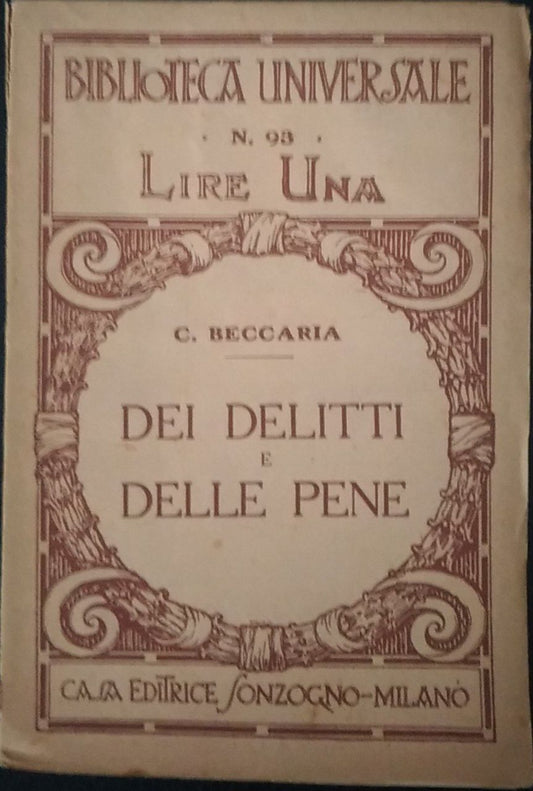 BIBLIOTECA UNIVERSALE
· N. 93 ·
LIRE UNA
C. BECCARIA
DEI DELITTI
E
DELLE PENE
CASA EDITRICE SONZOGNO-MILANO